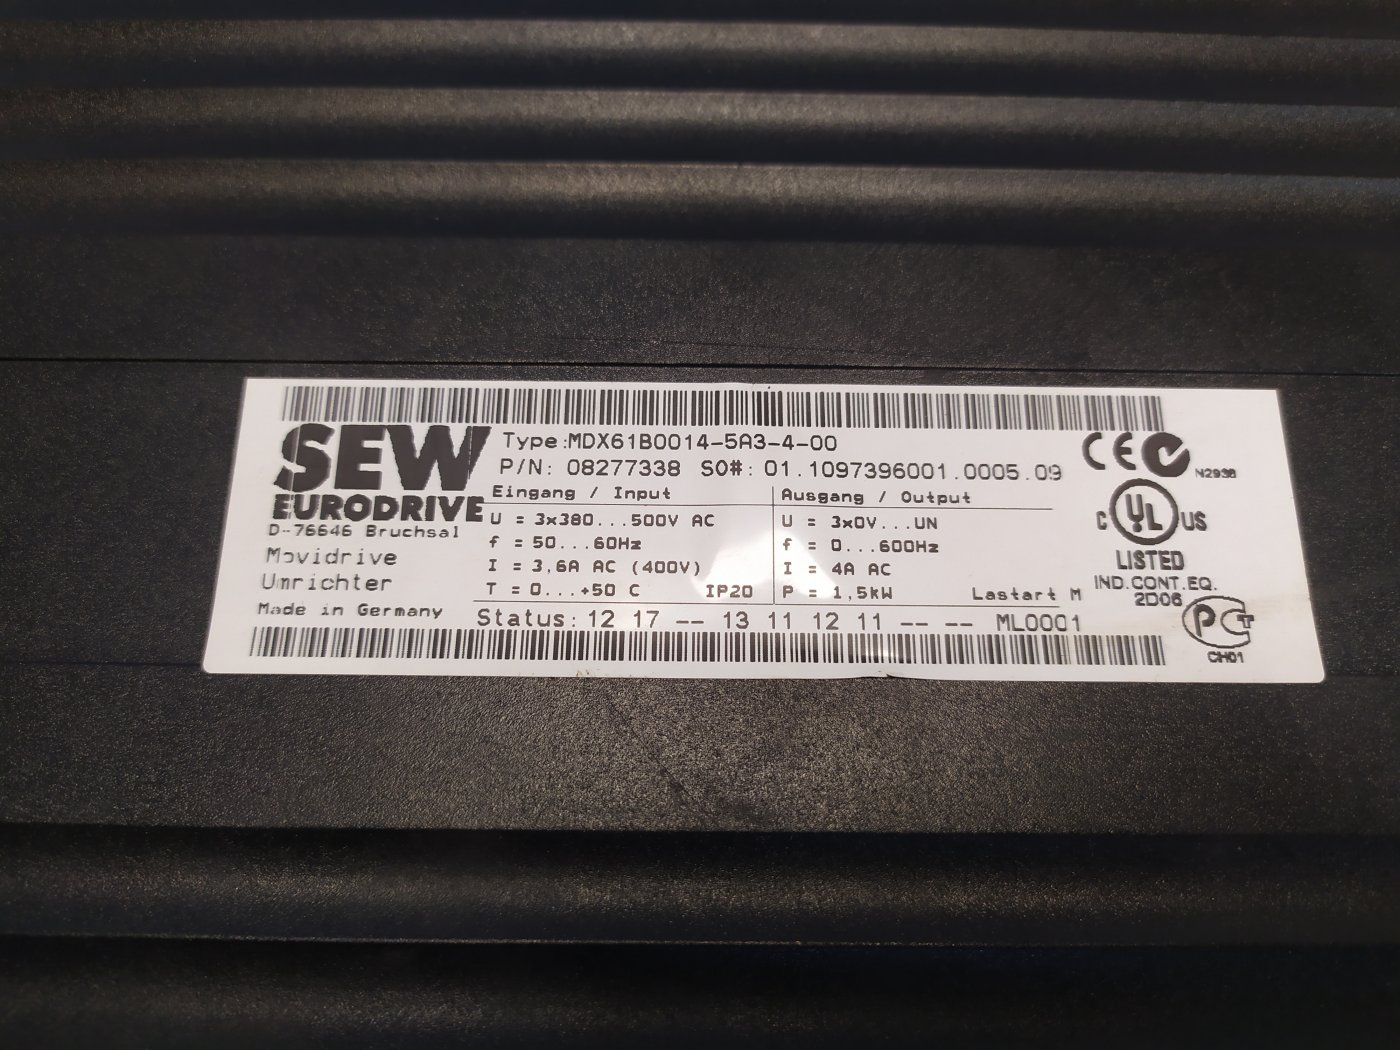 SEW
EURODRIVE
D-76646 Bruchsal
Movidrive
Umrichter
Made in Germany
Type:MDX61B0014-5A3-4-00
P/N: 08277338 SO#: 01.1097396001.0005.09
Eingang / Input
U = 3x380...500V AC
f = 50...60Hz
I = 3,6A AC (400V)
T = 0...+50 C IP20
Ausgang / Output
U = 3x0V...UN
f = 0...600Hz
I = 4A AC
P = 1,5kW Lastart M
Status: 12 17 -- 13 11 12 11 -- -- ML0001
CE
N2936
C UL US
LISTED
IND.CONT.EQ.
2D06
PCT
CH01